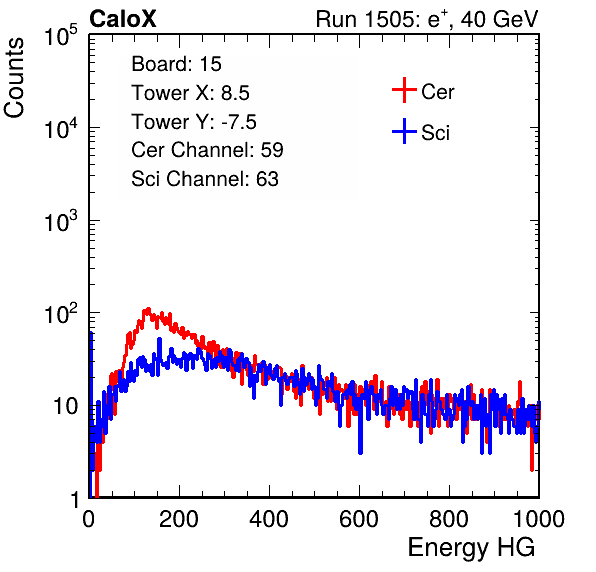 CaloX Run 1505: e⁺, 40 GeV
Counts
Board: 15
Tower X: 8.5
Tower Y: -7.5
Cer Channel: 59
Sci Channel: 63
Cer
Sci
10⁵
10⁴
10³
10²
10
1
0 200 400 600 800 1000
Energy HG